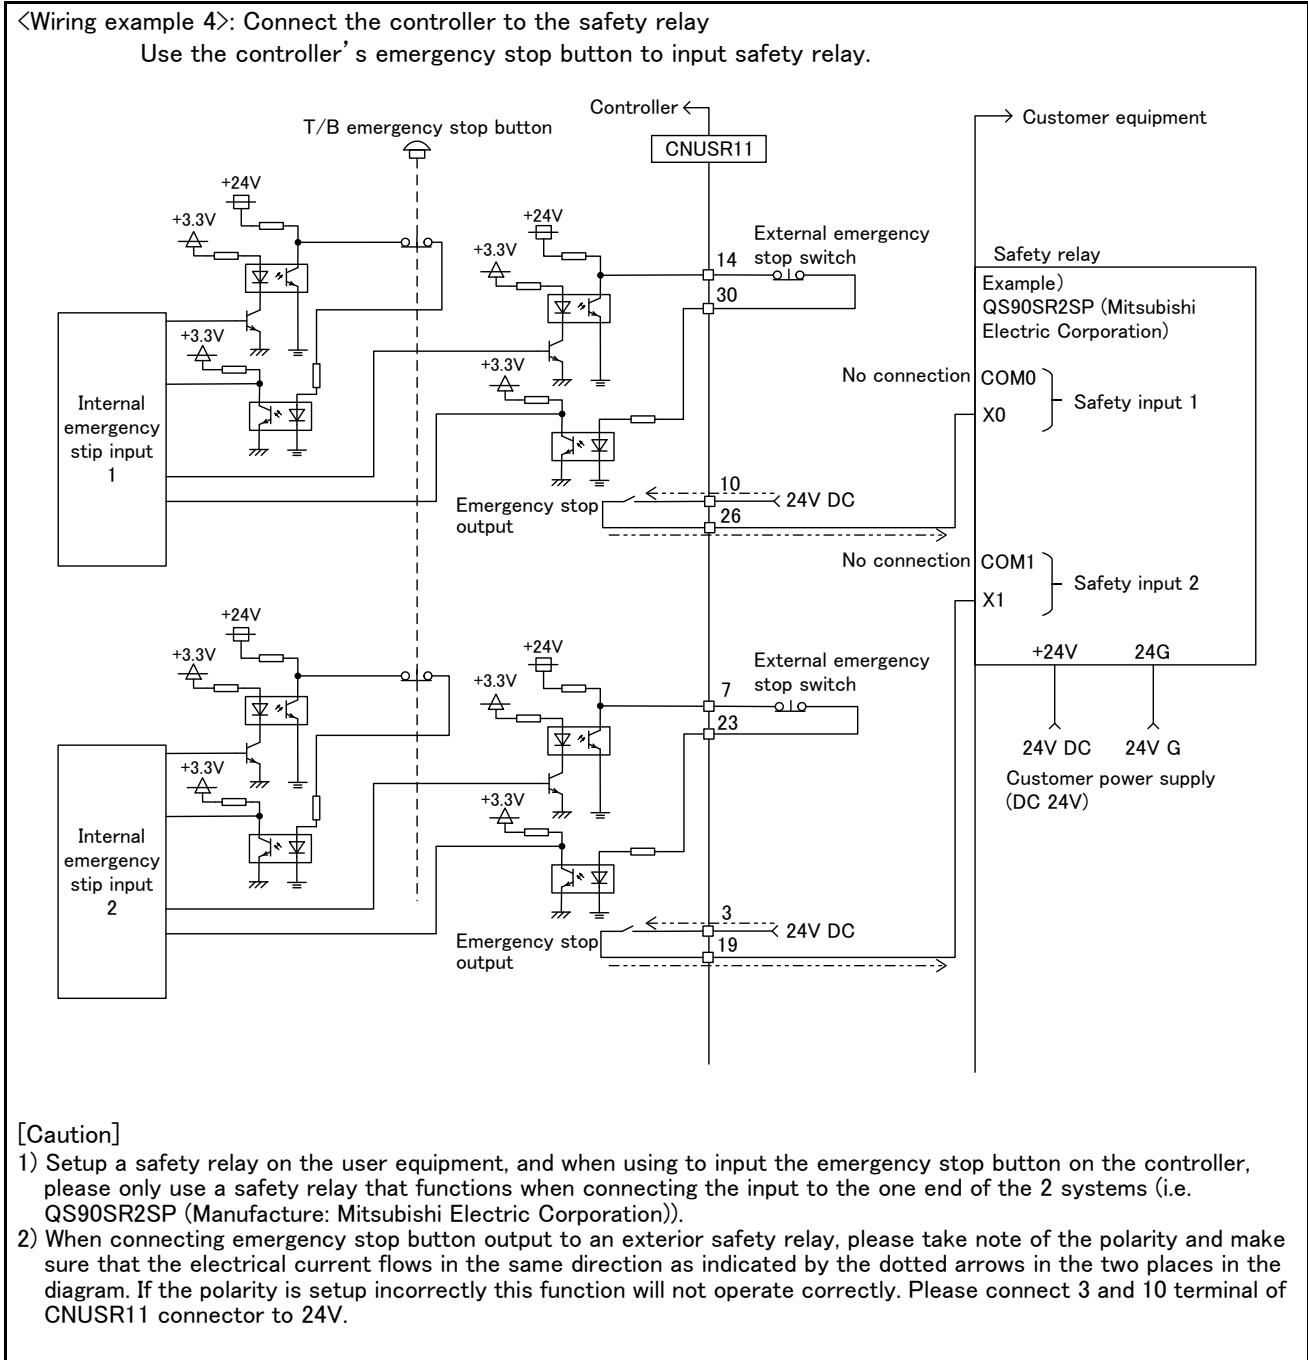 <Wiring example 4>: Connect the controller to the safety relay
Use the controller's emergency stop button to input safety relay.
Controller
T/B emergency stop button
Customer equipment
CNUSR11
+24V
+3.3V
+24V
+3.3V
External emergency
stop switch
14
30
Safety relay
Example)
QS90SR2SP (Mitsubishi
Electric Corporation)
+3.3V
+3.3V
No connection
COM0
X0
Safety input 1
Internal
emergency
stip input
1
Emergency stop
output
10
24V DC
26
No connection
COM1
X1
Safety input 2
+24V
+3.3V
+24V
+3.3V
External emergency
stop switch
7
23
+24V
24G
24V DC
24V G
Customer power supply
(DC 24V)
+3.3V
+3.3V
Internal
emergency
stip input
2
Emergency stop
output
3
24V DC
19
[Caution]
1) Setup a safety relay on the user equipment, and when using to input the emergency stop button on the controller,
please only use a safety relay that functions when connecting the input to the one end of the 2 systems (i.e.
QS90SR2SP (Manufacture: Mitsubishi Electric Corporation)).
2) When connecting emergency stop button output to an exterior safety relay, please take note of the polarity and make
sure that the electrical current flows in the same direction as indicated by the dotted arrows in the two places in the
diagram. If the polarity is setup incorrectly this function will not operate correctly. Please connect 3 and 10 terminal of
CNUSR11 connector to 24V.